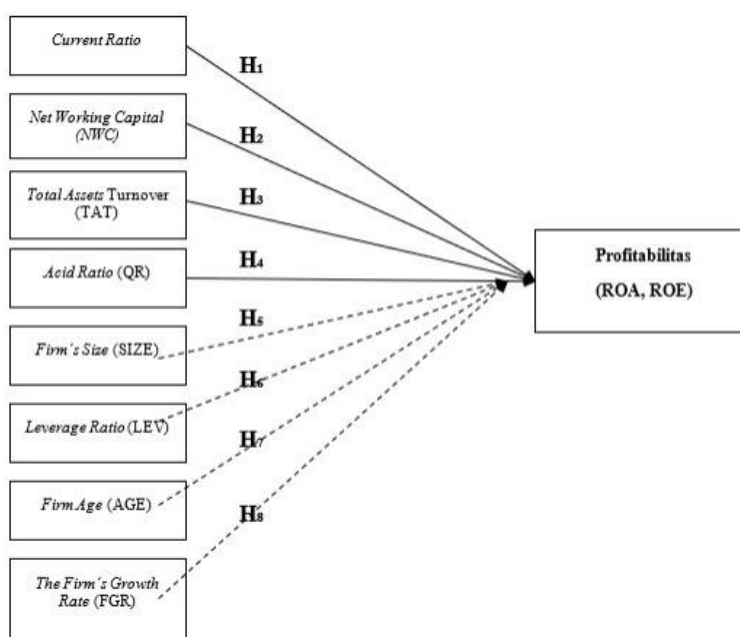 Current Ratio
H1
Net Working Capital
(NWC)
H2
Total Assets Turnover
(TAT)
H3
Profitabilitas
(ROA, ROE)
Acid Ratio (QR)
H4
Firm´s Size (SIZE)
H5
Leverage Ratio (LEV)
H6
Firm Age (AGE)
H7
The Firm´s Growth
Rate (FGR)
H8